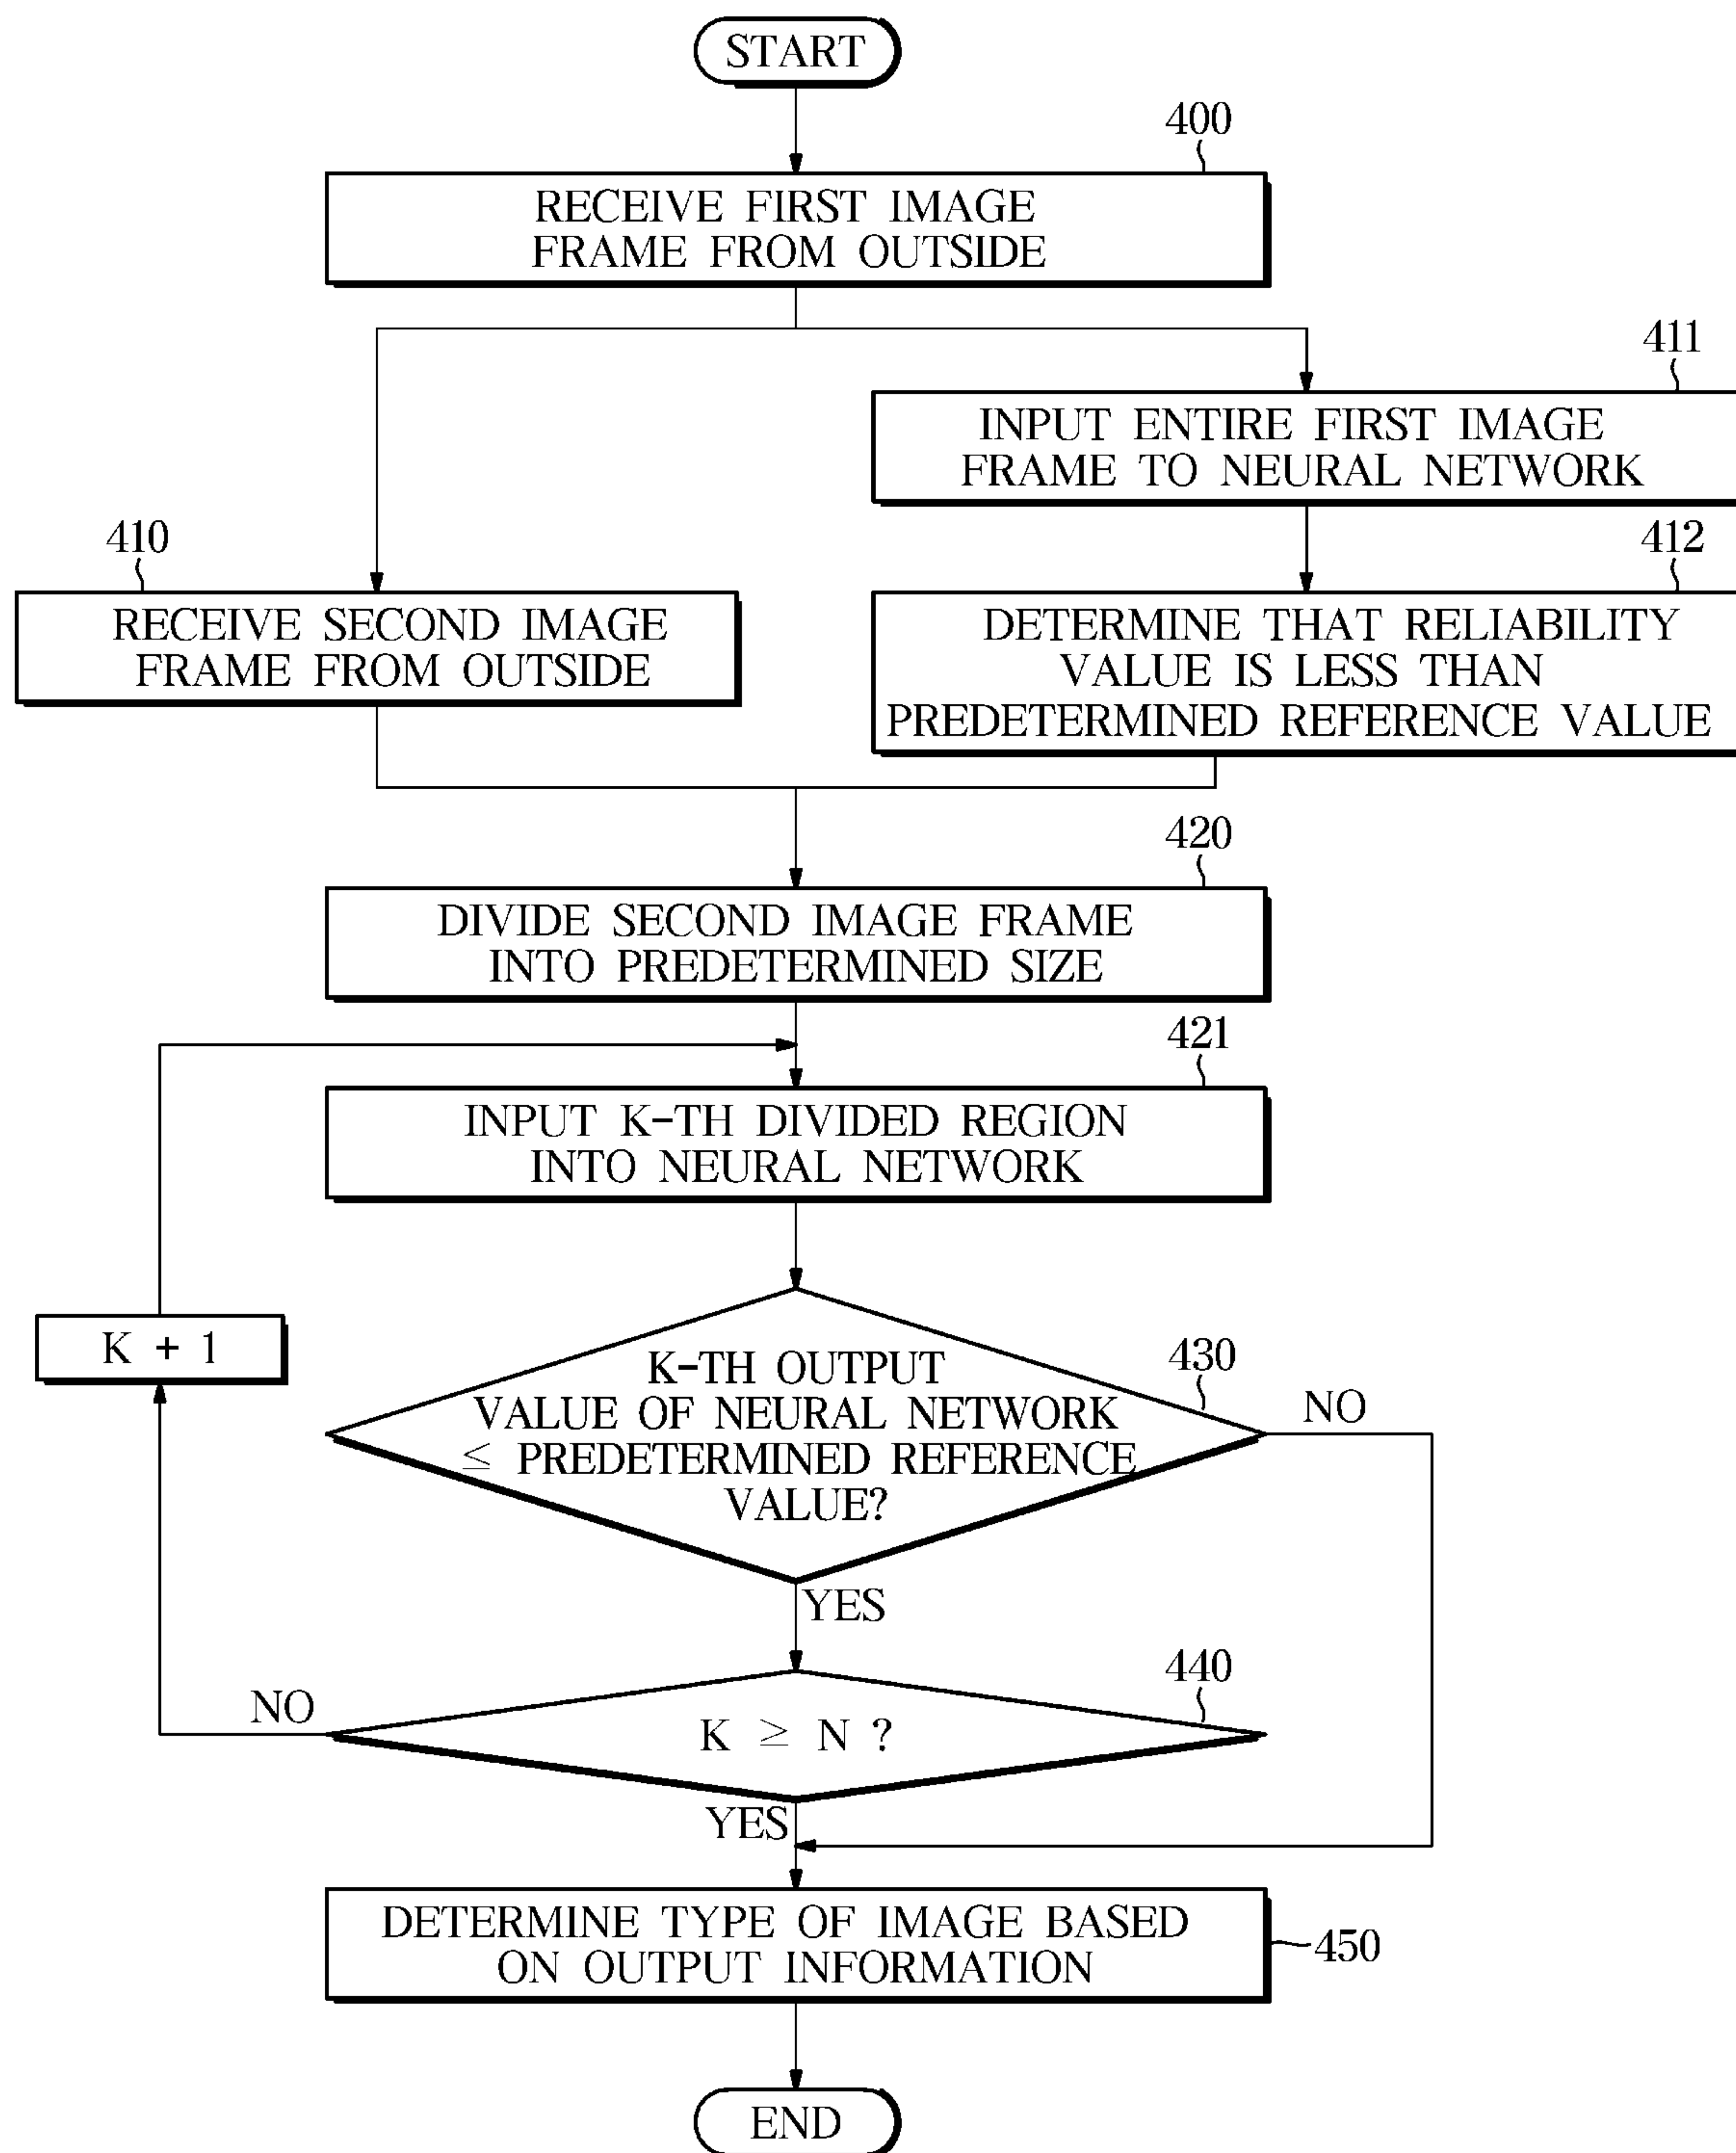 START
400
RECEIVE FIRST IMAGE
FRAME FROM OUTSIDE
411
INPUT ENTIRE FIRST IMAGE
FRAME TO NEURAL NETWORK
410
RECEIVE SECOND IMAGE
FRAME FROM OUTSIDE
412
DETERMINE THAT RELIABILITY
VALUE IS LESS THAN
PREDETERMINED REFERENCE VALUE
420
DIVIDE SECOND IMAGE FRAME
INTO PREDETERMINED SIZE
421
INPUT K-TH DIVIDED REGION
INTO NEURAL NETWORK
K + 1
430
K-TH OUTPUT
VALUE OF NEURAL NETWORK
≤ PREDETERMINED REFERENCE
VALUE?
NO
YES
440
K ≥ N ?
NO
YES
DETERMINE TYPE OF IMAGE BASED
ON OUTPUT INFORMATION
450
END